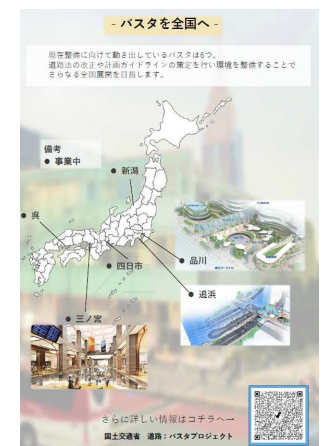 - バスタを全国へ -
現在整備に向けて動き出しているバスタは6つ。
道路法の改正や計画ガイドラインの策定を行い環境を整備することで
さらなる全国展開を目指します。
備考
● 事業中
● 新潟
● 呉
● 品川
● 四日市
● 追浜
● 三ノ宮
さらに詳しい情報はコチラへ→
国土交通省 道路：バスタプロジェクト